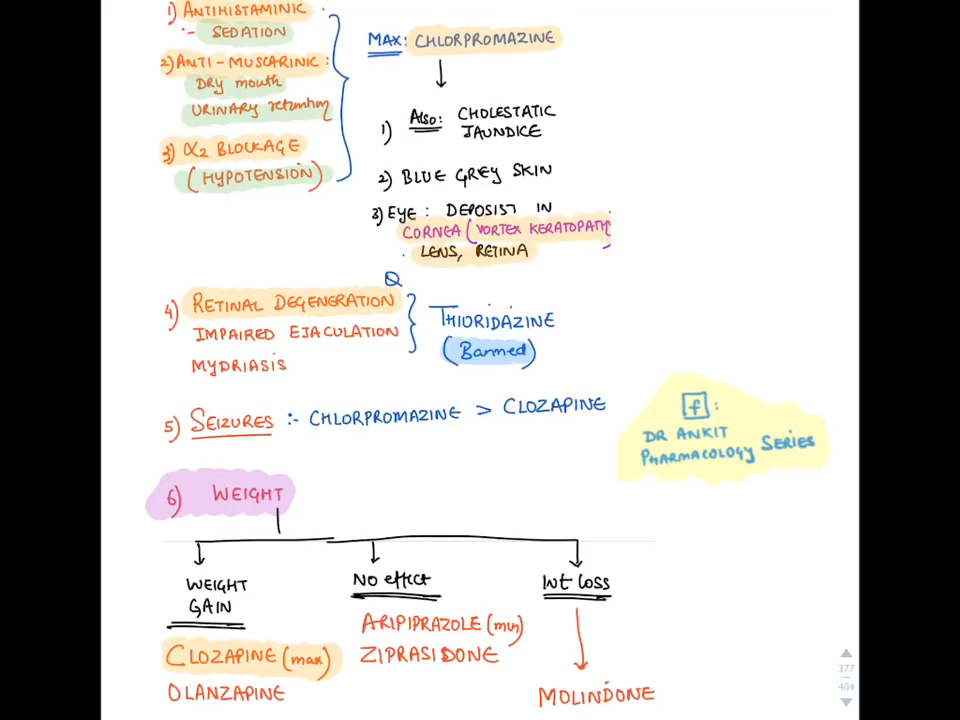 1) ANTIHISTAMINIC :
:- SEDATION
2) ANTI-MUSCARINIC :
DRY mouth
URINARY retention
3) α2 BLOCKAGE
(HYPOTENSION)
MAX: CHLORPROMAZINE
1) Also: CHOLESTATIC
JAUNDICE
2) BLUE GREY SKIN
3) EYE: DEPOSIST IN
CORNEA (VORTEX KERATOPATH
LENS, RETINA
Q
4) RETINAL DEGENERATION
IMPAIRED EJACULATION
MYDRIASIS
THIORIDAZINE
(Banned)
5) SEIZURES :- CHLORPROMAZINE > CLOZAPINE
f :
DR ANKIT
PHARMACOLOGY SERIES
6) WEIGHT
WEIGHT
GAIN
CLOZAPINE (max)
OLANZAPINE
No effect
ARIPIPRAZOLE (min)
ZIPRASIDONE
Wt loss
MOLINDONE
377
404